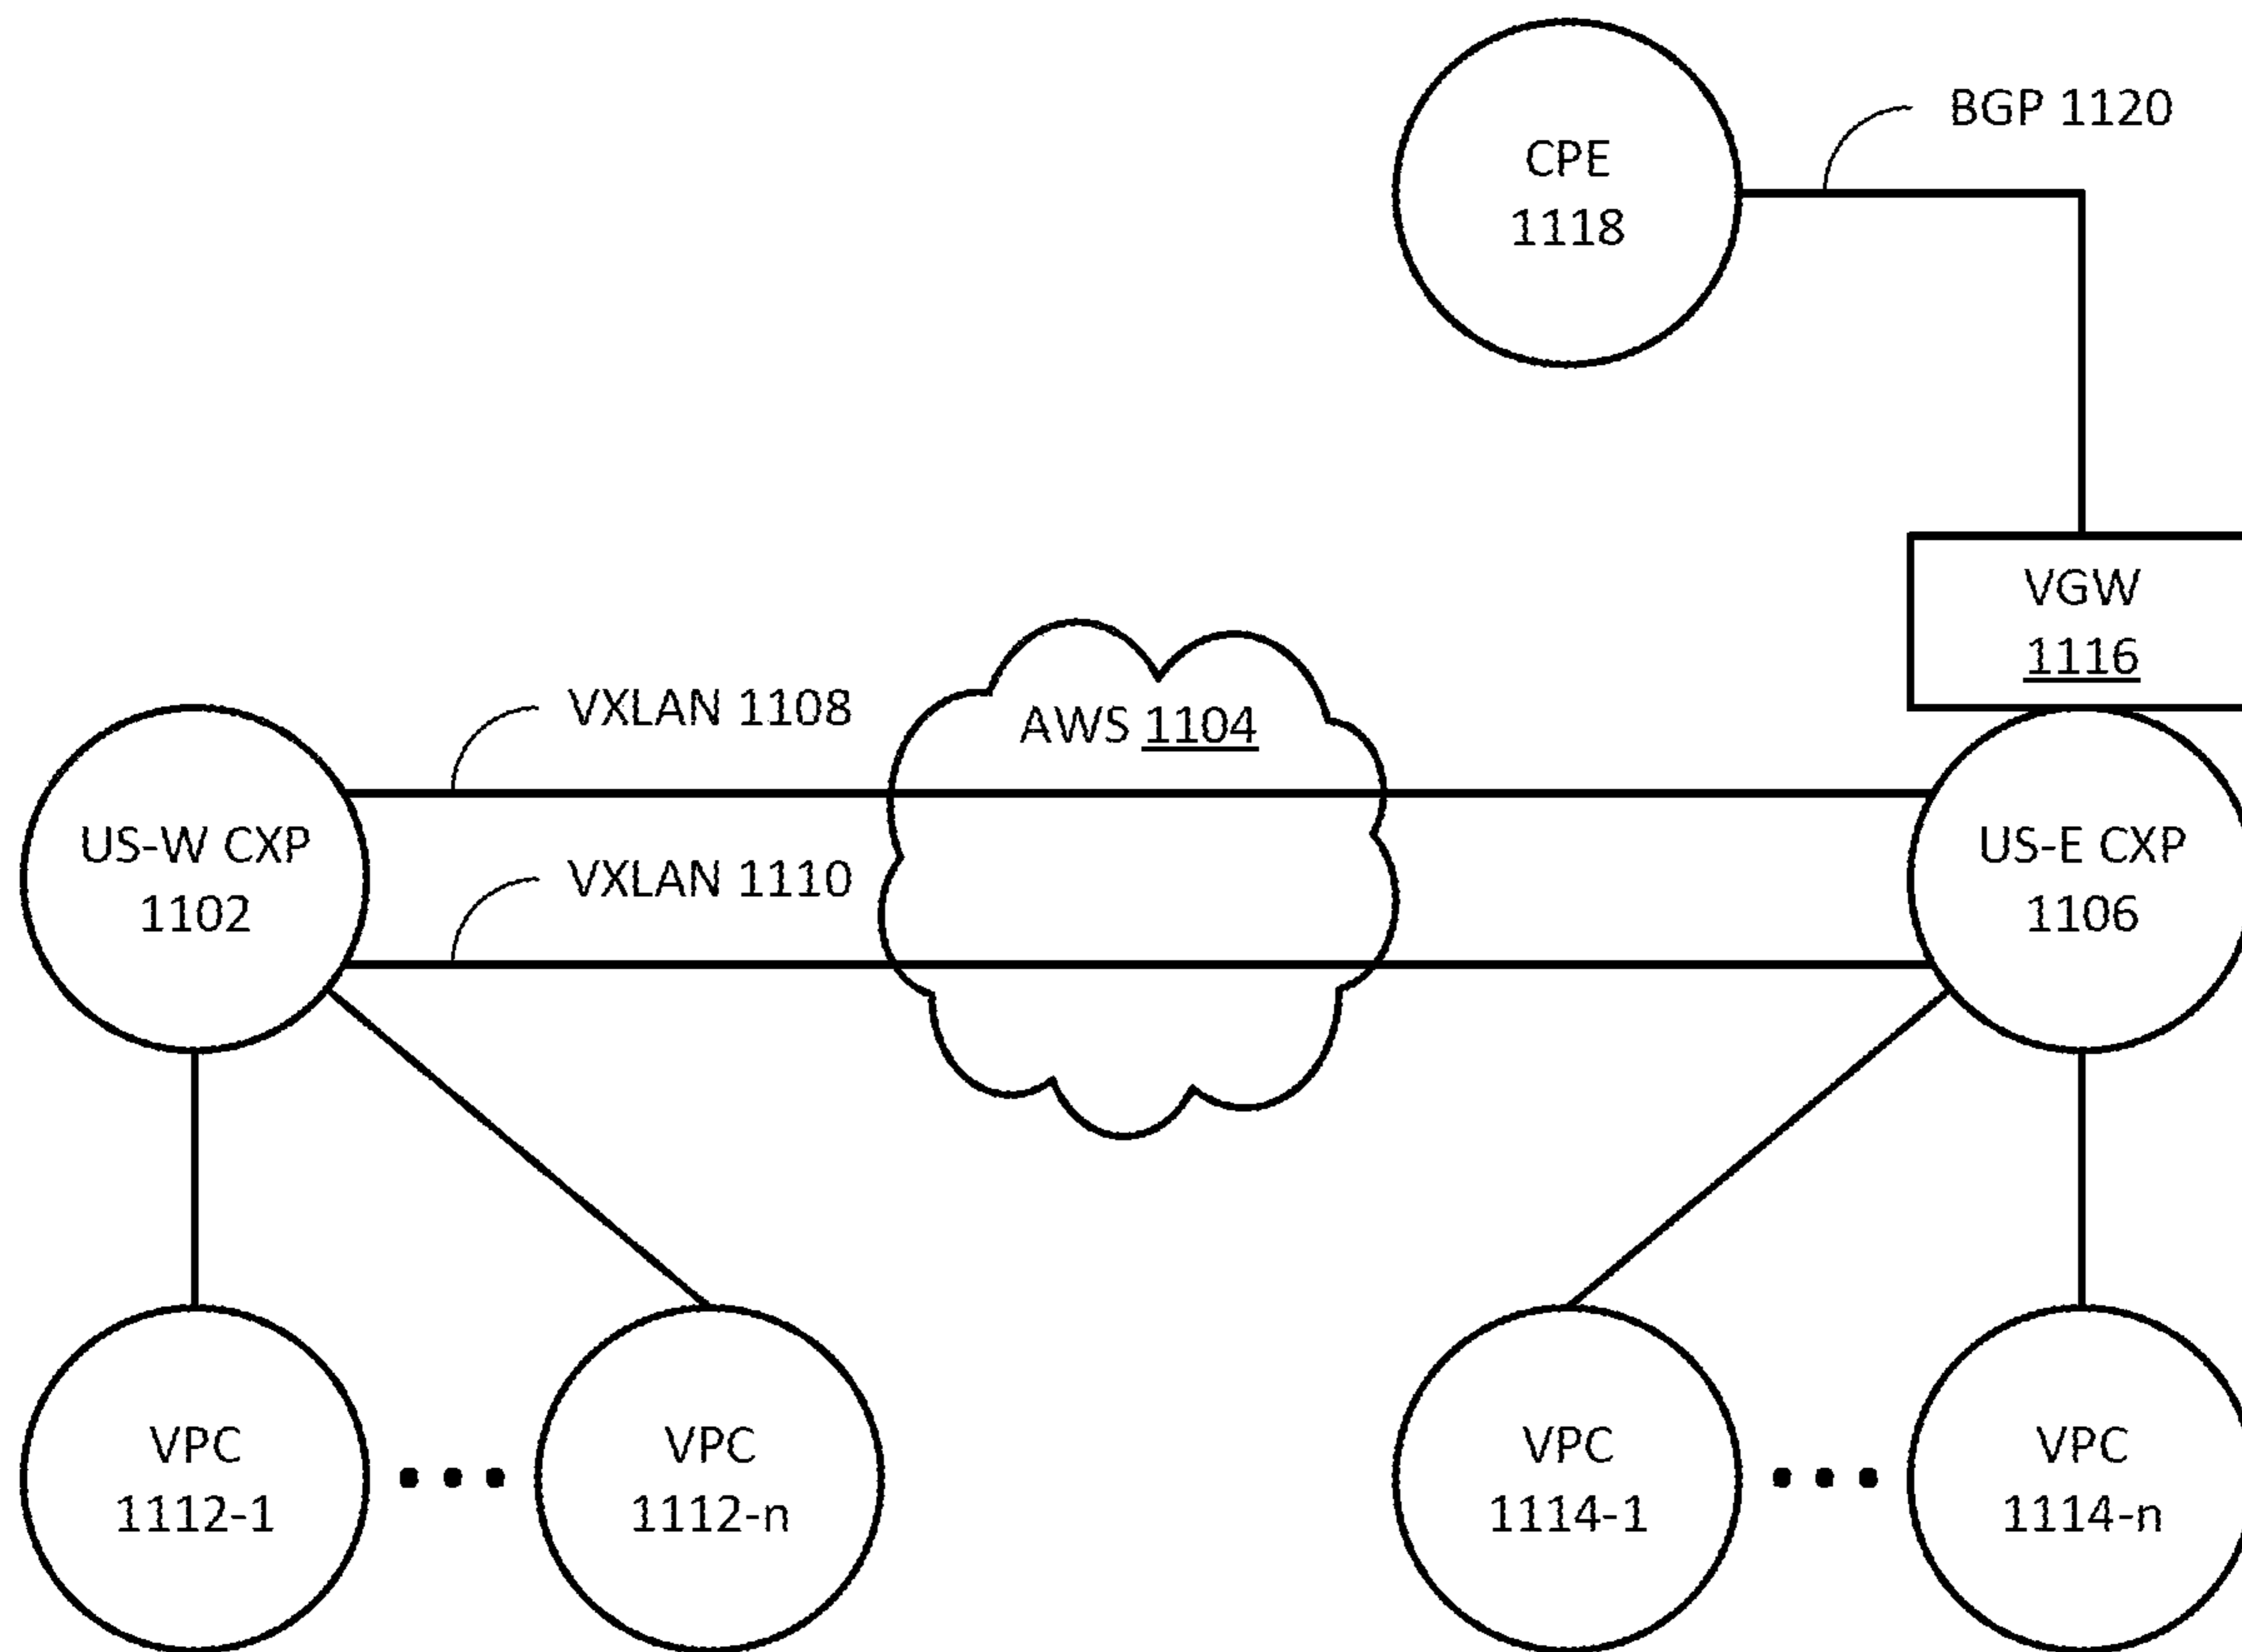 BGP 1120
CPE
1118
VGW
1116
VXLAN 1108
AWS 1104
US-W CXP
1102
VXLAN 1110
US-E CXP
1106
VPC
1112-1
VPC
1112-n
VPC
1114-1
VPC
1114-n